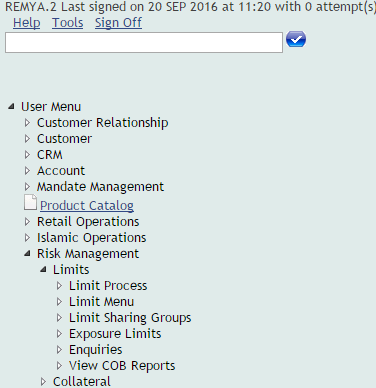 REMYA.2 Last signed on 20 SEP 2016 at 11:20 with 0 attempt(s)
Help Tools Sign Off
User Menu
Customer Relationship
Customer
CRM
Account
Mandate Management
Product Catalog
Retail Operations
Islamic Operations
Risk Management
Limits
Limit Process
Limit Menu
Limit Sharing Groups
Exposure Limits
Enquiries
View COB Reports
Collateral